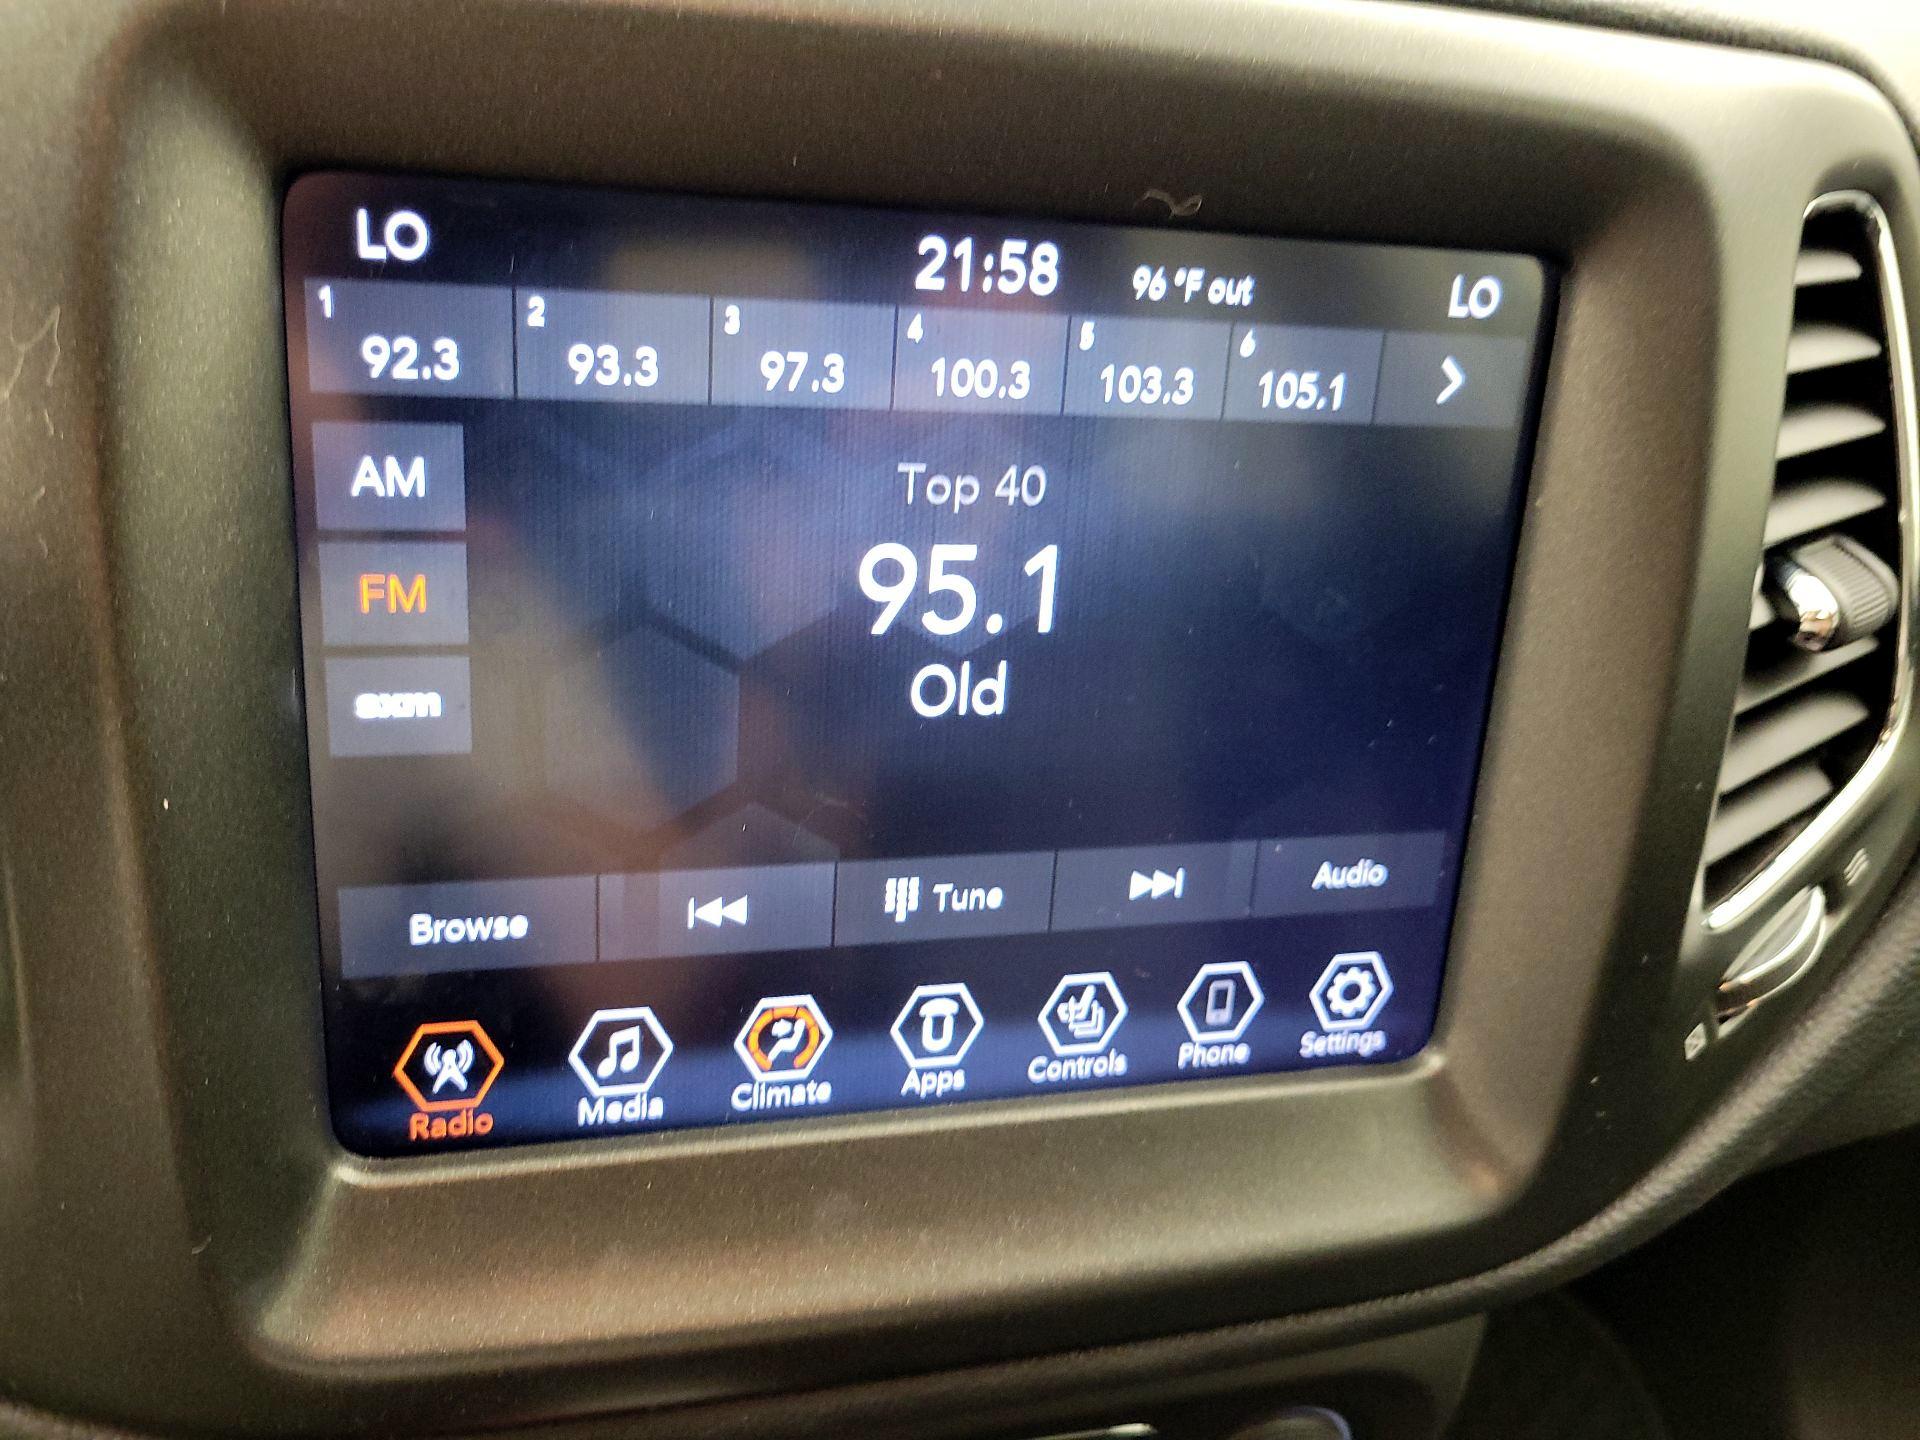 LO 21:58 96 °F out LO
1 2 3 4 5 6
92.3 93.3 97.3 100.3 103.3 105.1
AM
FM
sxm
Top 40
95.1
Old
Browse Tune Audio
Radio Media Climate Apps Controls Phone Settings